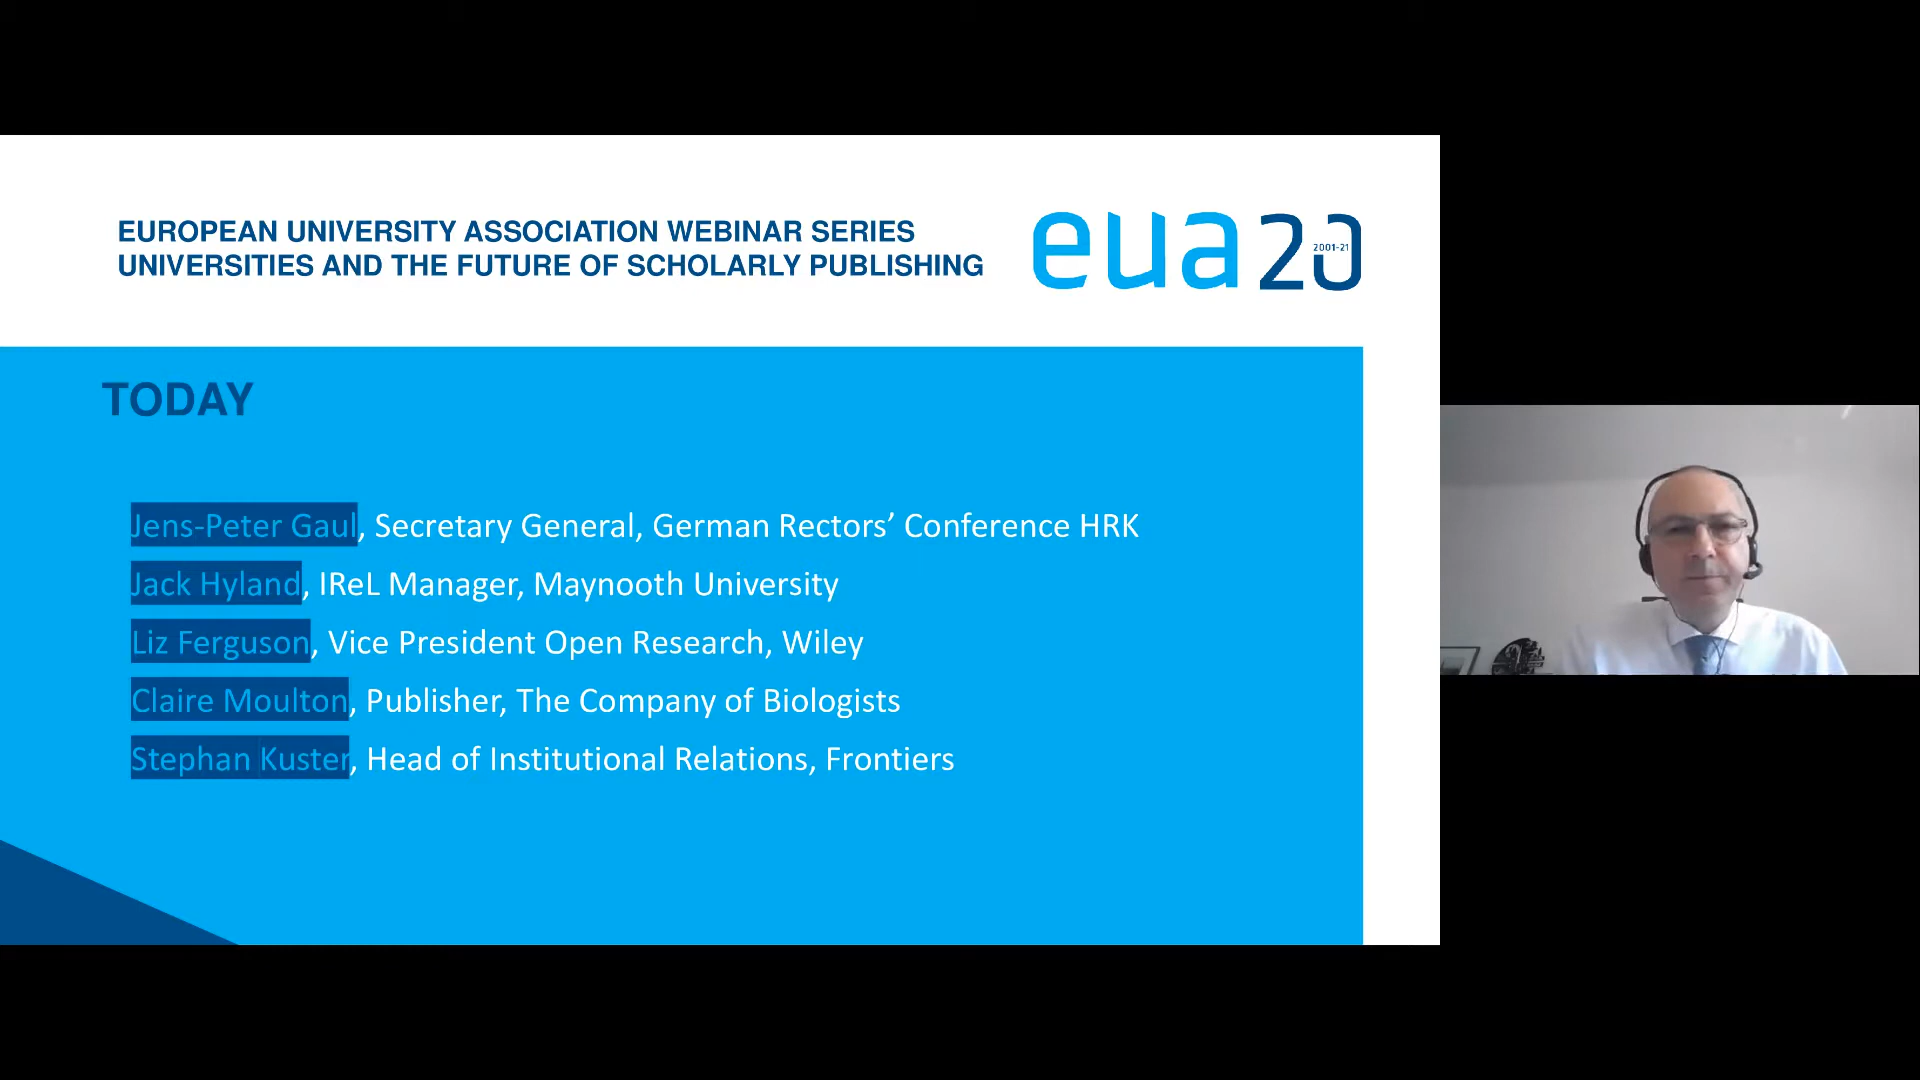 EUROPEAN UNIVERSITY ASSOCIATION WEBINAR SERIES
UNIVERSITIES AND THE FUTURE OF SCHOLARLY PUBLISHING
eua20
2001-21
TODAY
Jens-Peter Gaul, Secretary General, German Rectors’ Conference HRK
Jack Hyland, IReL Manager, Maynooth University
Liz Ferguson, Vice President Open Research, Wiley
Claire Moulton, Publisher, The Company of Biologists
Stephan Kuster, Head of Institutional Relations, Frontiers